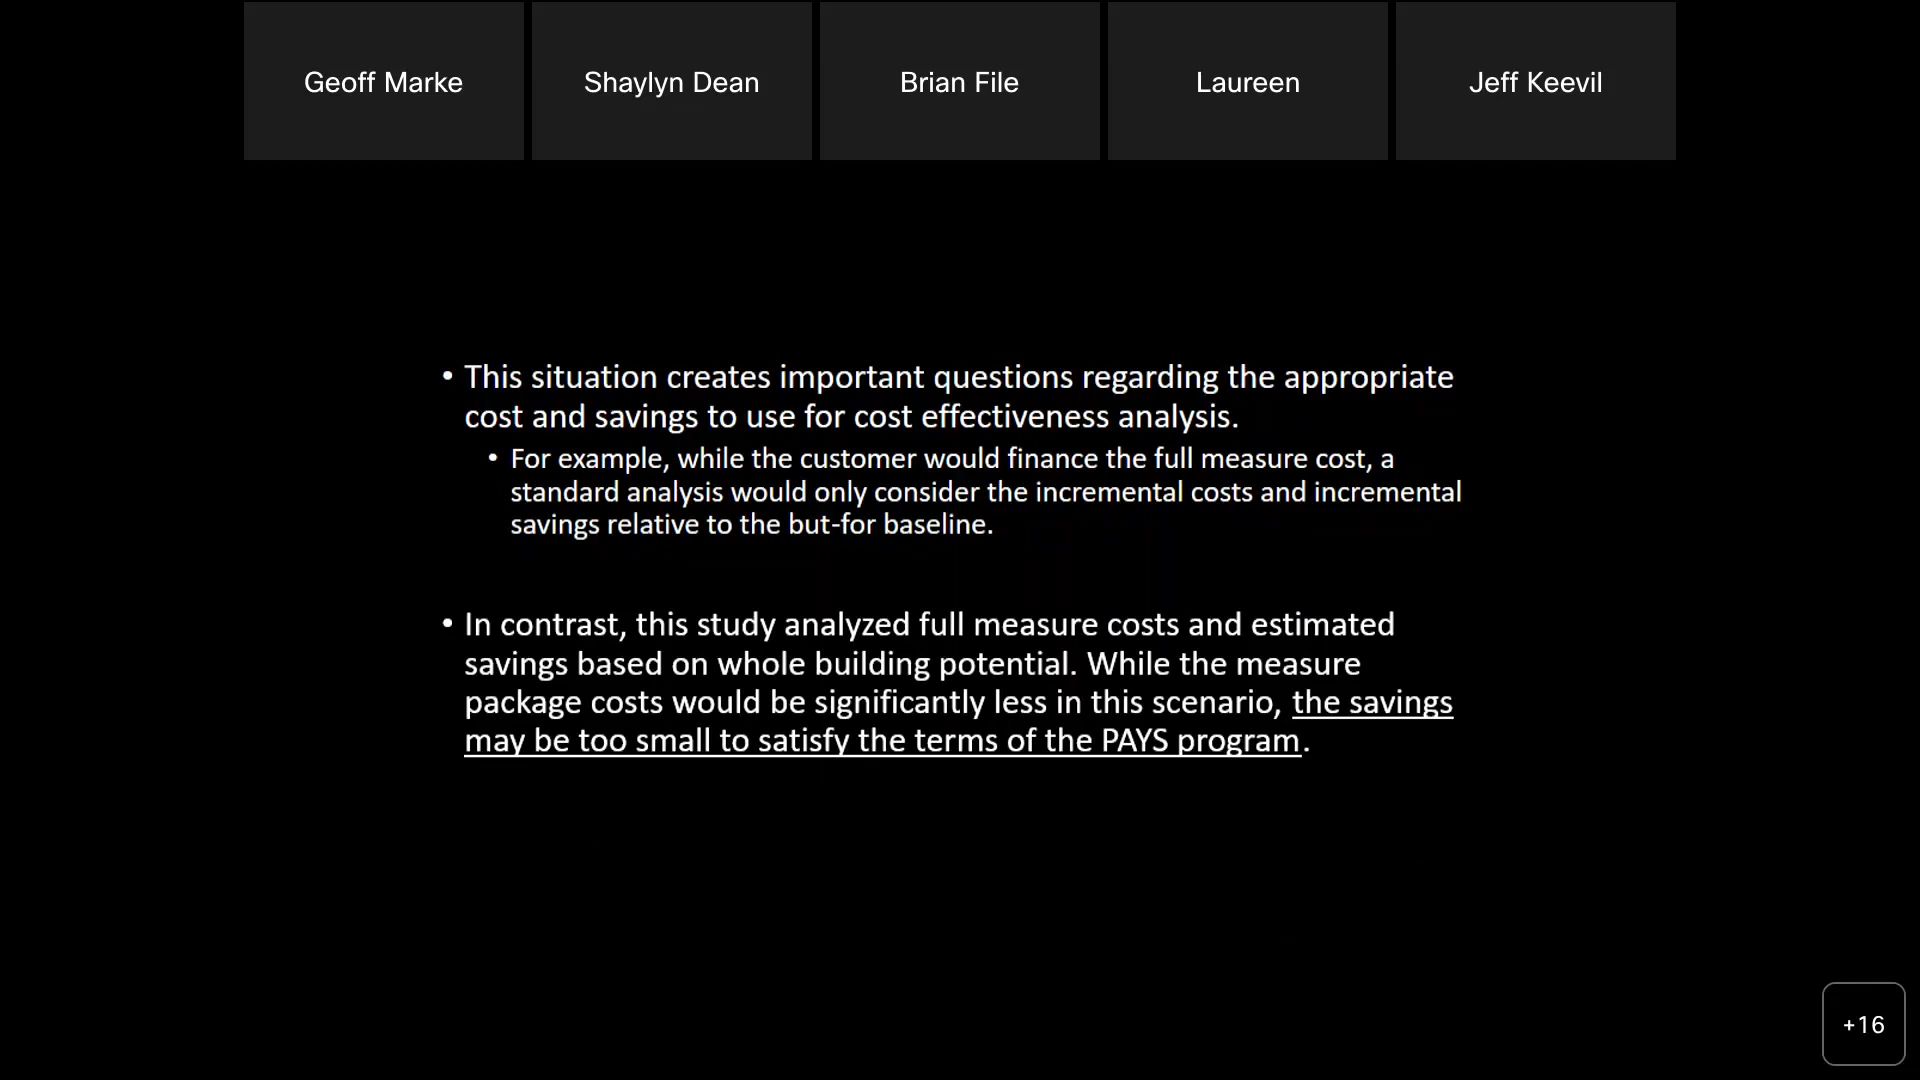 Geoff Marke
Shaylyn Dean
Brian File
Laureen
Jeff Keevil
• This situation creates important questions regarding the appropriate
cost and savings to use for cost effectiveness analysis.
• For example, while the customer would finance the full measure cost, a
standard analysis would only consider the incremental costs and incremental
savings relative to the but-for baseline.
• In contrast, this study analyzed full measure costs and estimated
savings based on whole building potential. While the measure
package costs would be significantly less in this scenario, the savings
may be too small to satisfy the terms of the PAYS program.
+16